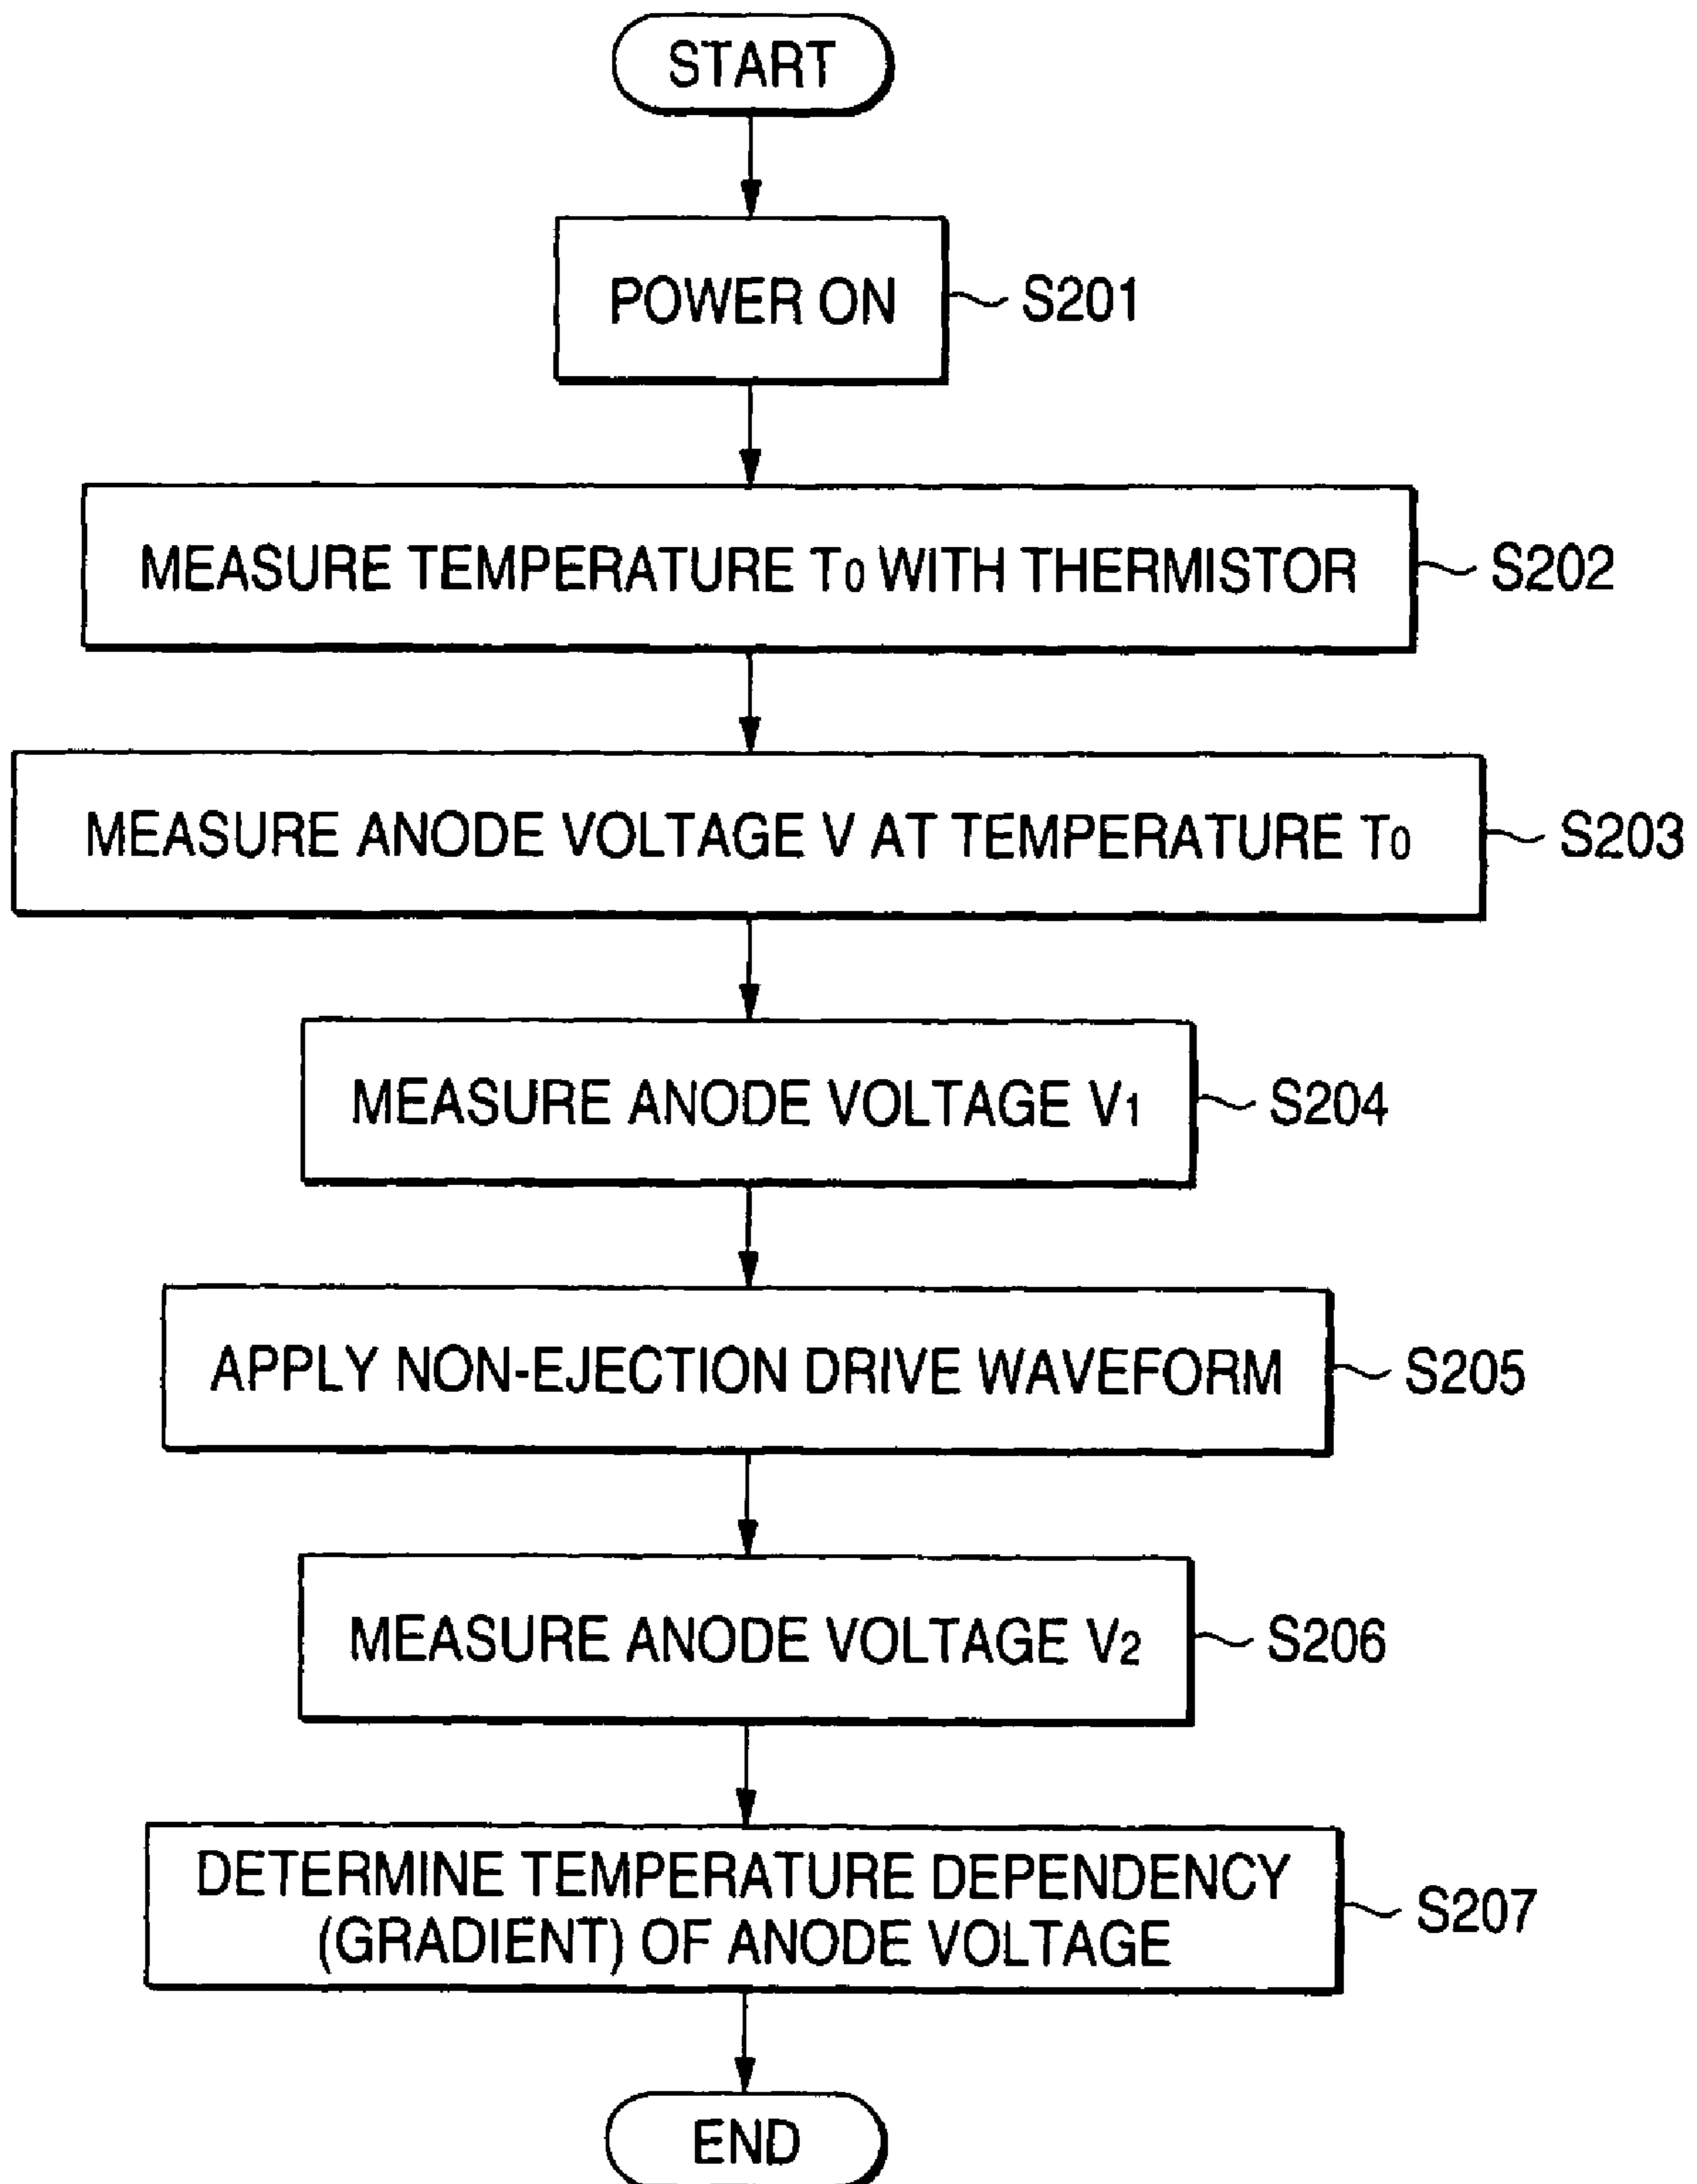 START
POWER ON
S201
MEASURE TEMPERATURE T0 WITH THERMISTOR
S202
MEASURE ANODE VOLTAGE V AT TEMPERATURE T0
S203
MEASURE ANODE VOLTAGE V1
S204
APPLY NON-EJECTION DRIVE WAVEFORM
S205
MEASURE ANODE VOLTAGE V2
S206
DETERMINE TEMPERATURE DEPENDENCY
(GRADIENT) OF ANODE VOLTAGE
S207
END